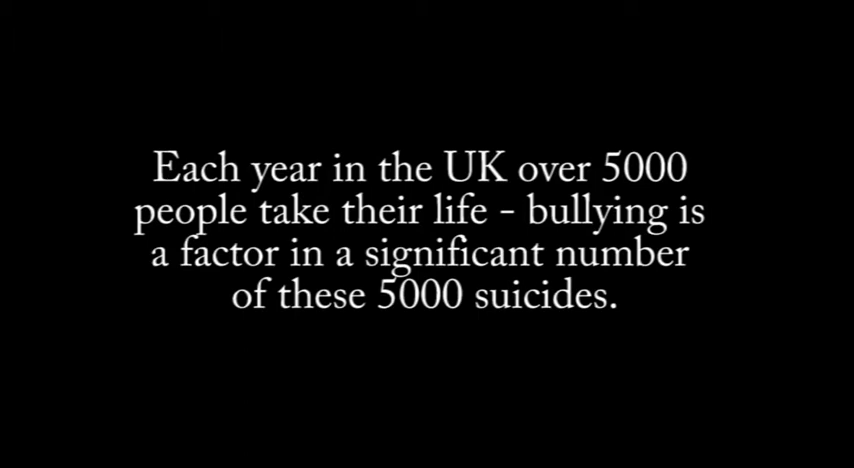 Each year in the UK over 5000
people take their life - bullying is
a factor in a significant number
of these 5000 suicides.